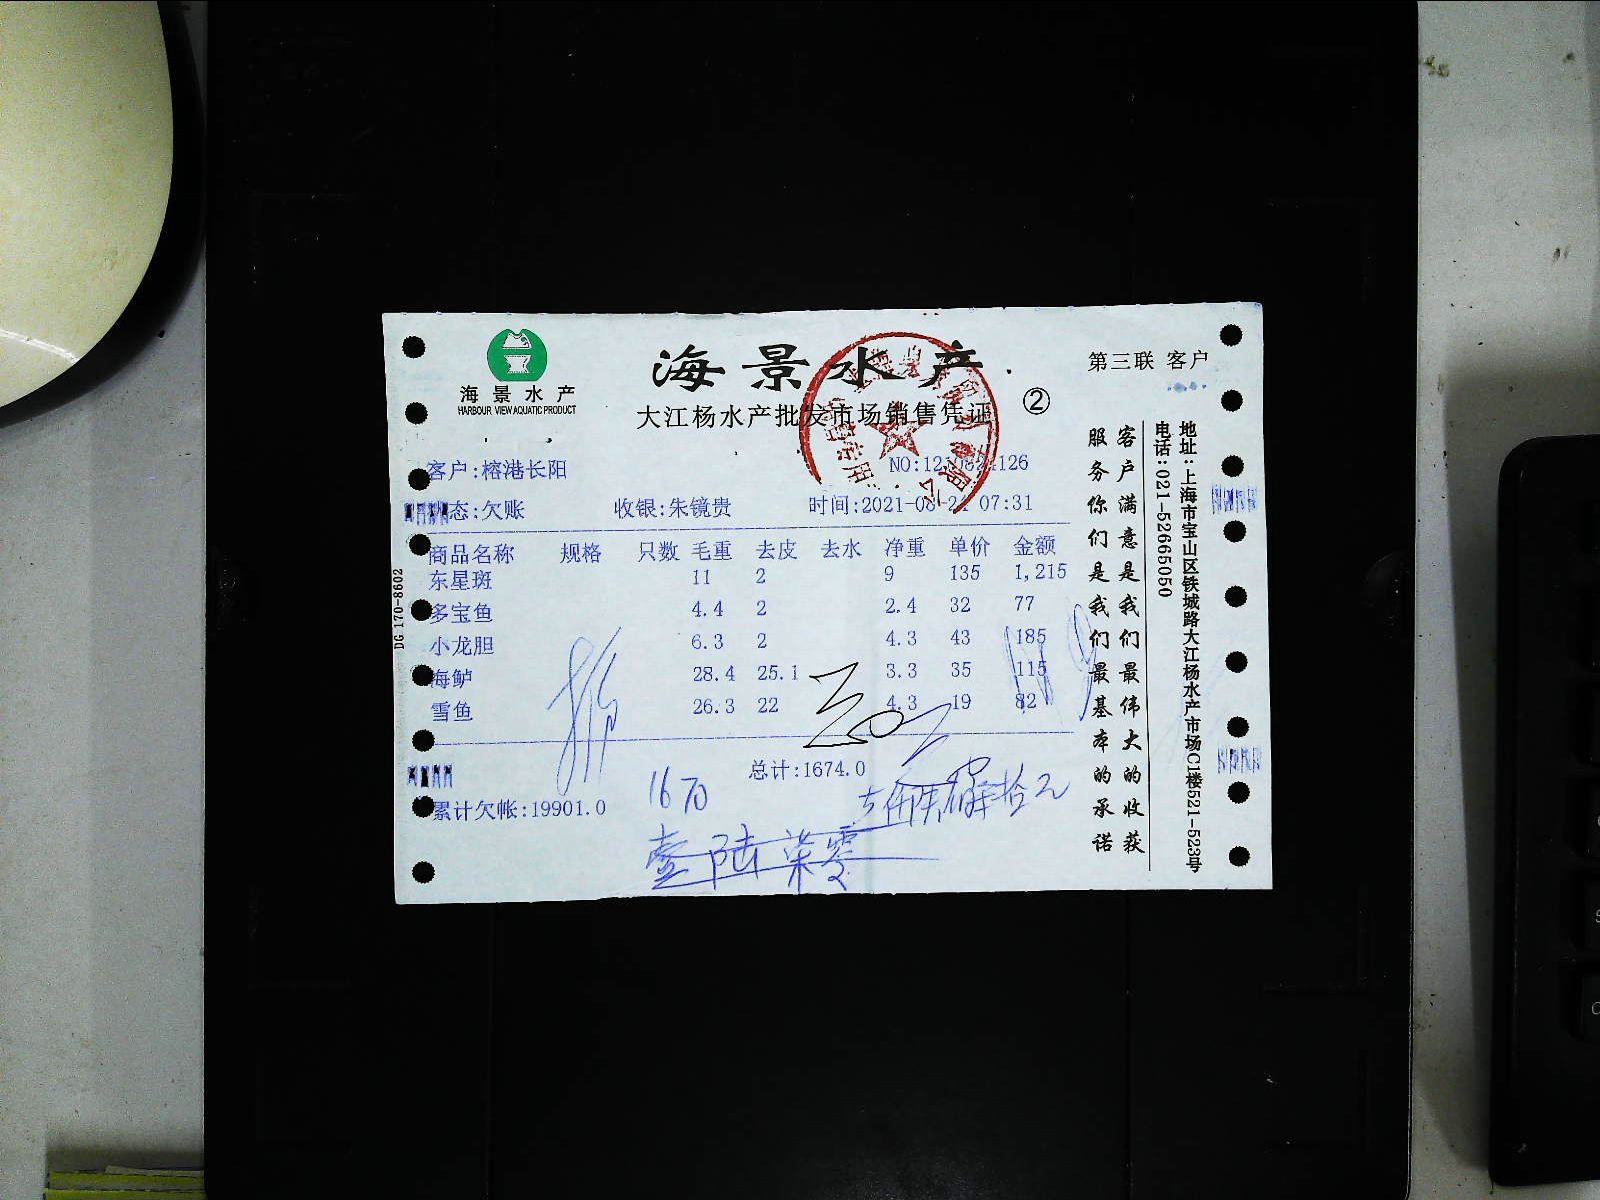 海景水产
HARBOUR VIEW AQUATIC PRODUCT
海景水产
大江杨水产批发市场销售凭证
②
第三联 客户
客户:榕港长阳
态:欠账 收银:朱镜贵 时间:2021-08-24 07:31
商品名称 规格 只数 毛重 去皮 去水 净重 单价 金额
东星斑 11 2 9 135 1,215
多宝鱼 4.4 2 2.4 32 77
小龙胆 6.3 2 4.3 43 185
海鲈 28.4 25.1 3.3 35 115
雪鱼 26.3 22 4.3 19 82
总计:1674.0
累计欠帐:19901.0
1670
壹陆柒零
DG 170-8602
客户满意是我们最伟大的收获
服务你们是我们最基本的承诺
地址:上海市宝山区铁城路大江杨水产市场C1楼521-523号
电话:021-52665050